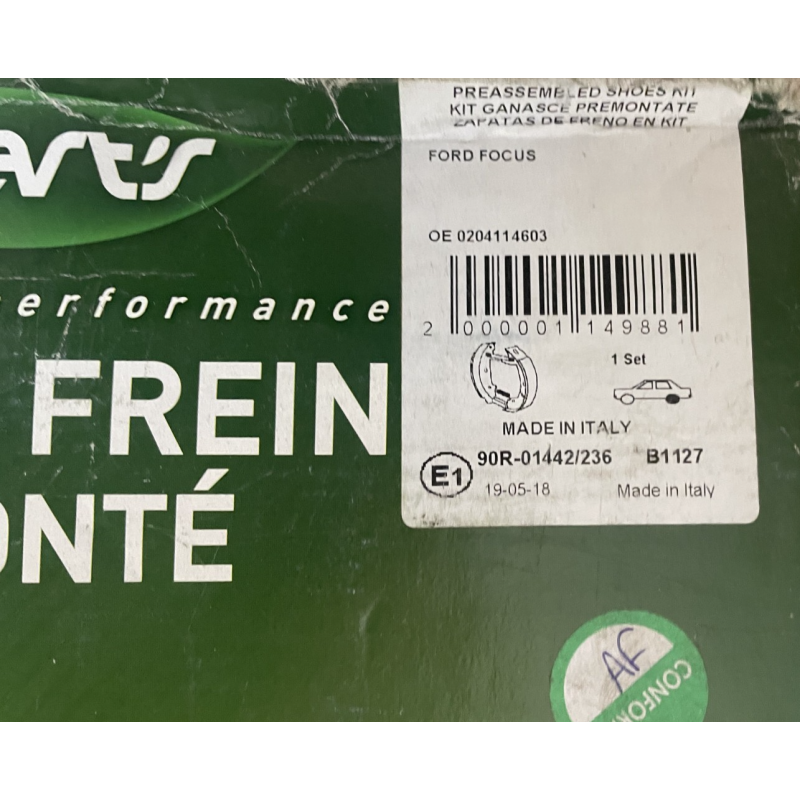 PREASSEMBLED SHOES KIT
KIT GANASCE PREMONTATE
ZAPATAS DE FRENO EN KIT
FORD FOCUS
OE 0204114603
2 000001 149881
1 Set
MADE IN ITALY
E1 90R-01442/236 B1127
19-05-18 Made in Italy
ert's
erformance
FREIN
ONTÉ
AF
CONFOR